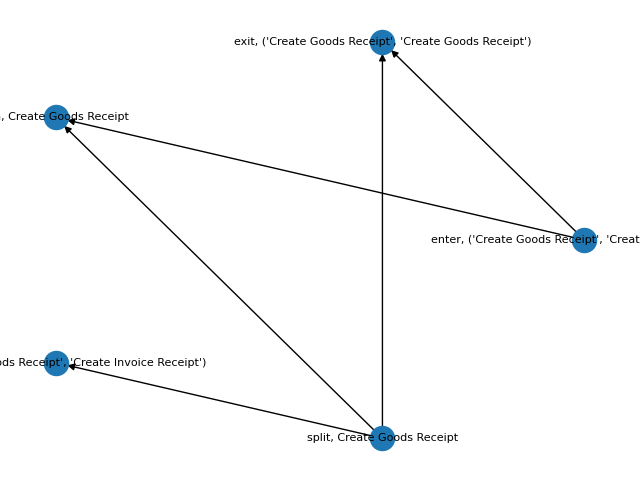 exit, ('Create Goods Receipt', 'Create Goods Receipt')
, Create Goods Receipt
enter, ('Create Goods Receipt', 'Creat
Receipt', 'Create Invoice Receipt')
split, Create Goods Receipt